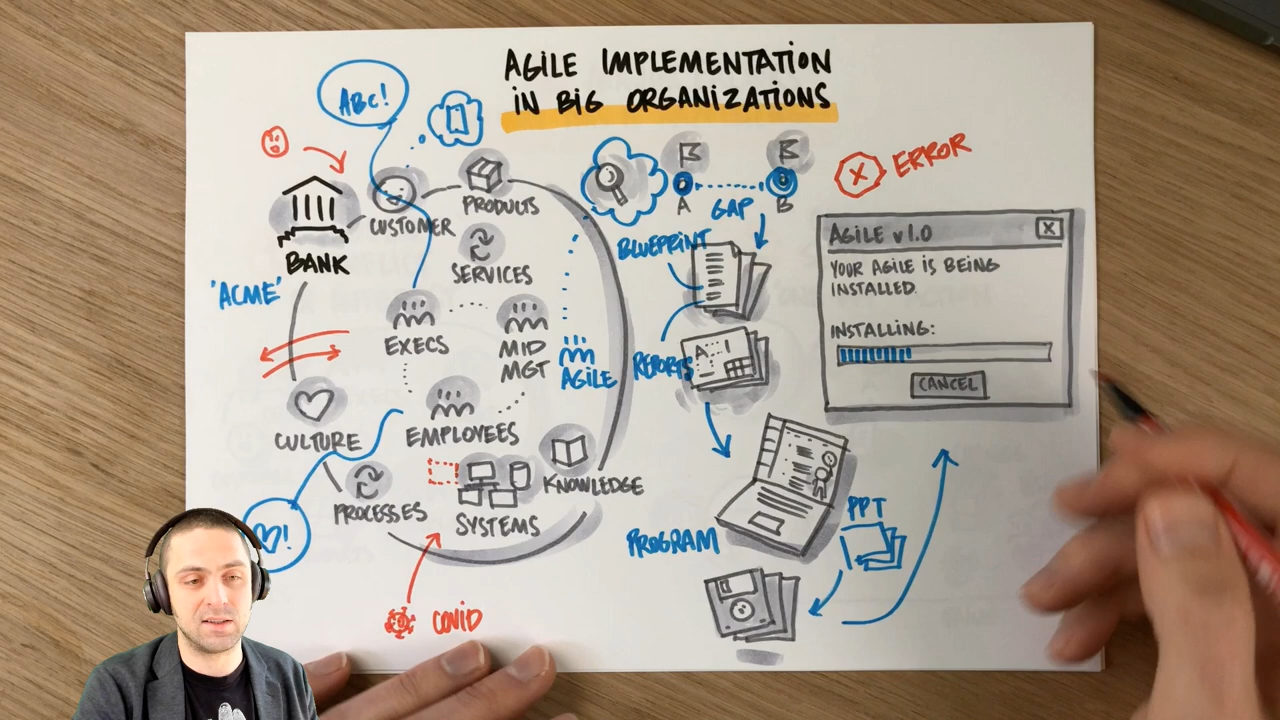 AGILE IMPLEMENTATION
IN BIG ORGANIZATIONS
ABC!
CUSTOMER
PRODUCTS
BANK
'ACME'
SERVICES
EXECS
MID
MGT
AGILE
CULTURE
EMPLOYEES
PROCESSES
SYSTEMS
KNOWLEDGE
!
COVID
A
GAP
B
BLUEPRINT
REPORTS
A
PROGRAM
PPT
X
ERROR
AGILE v1.0
X
YOUR AGILE IS BEING
INSTALLED.
INSTALLING:
CANCEL